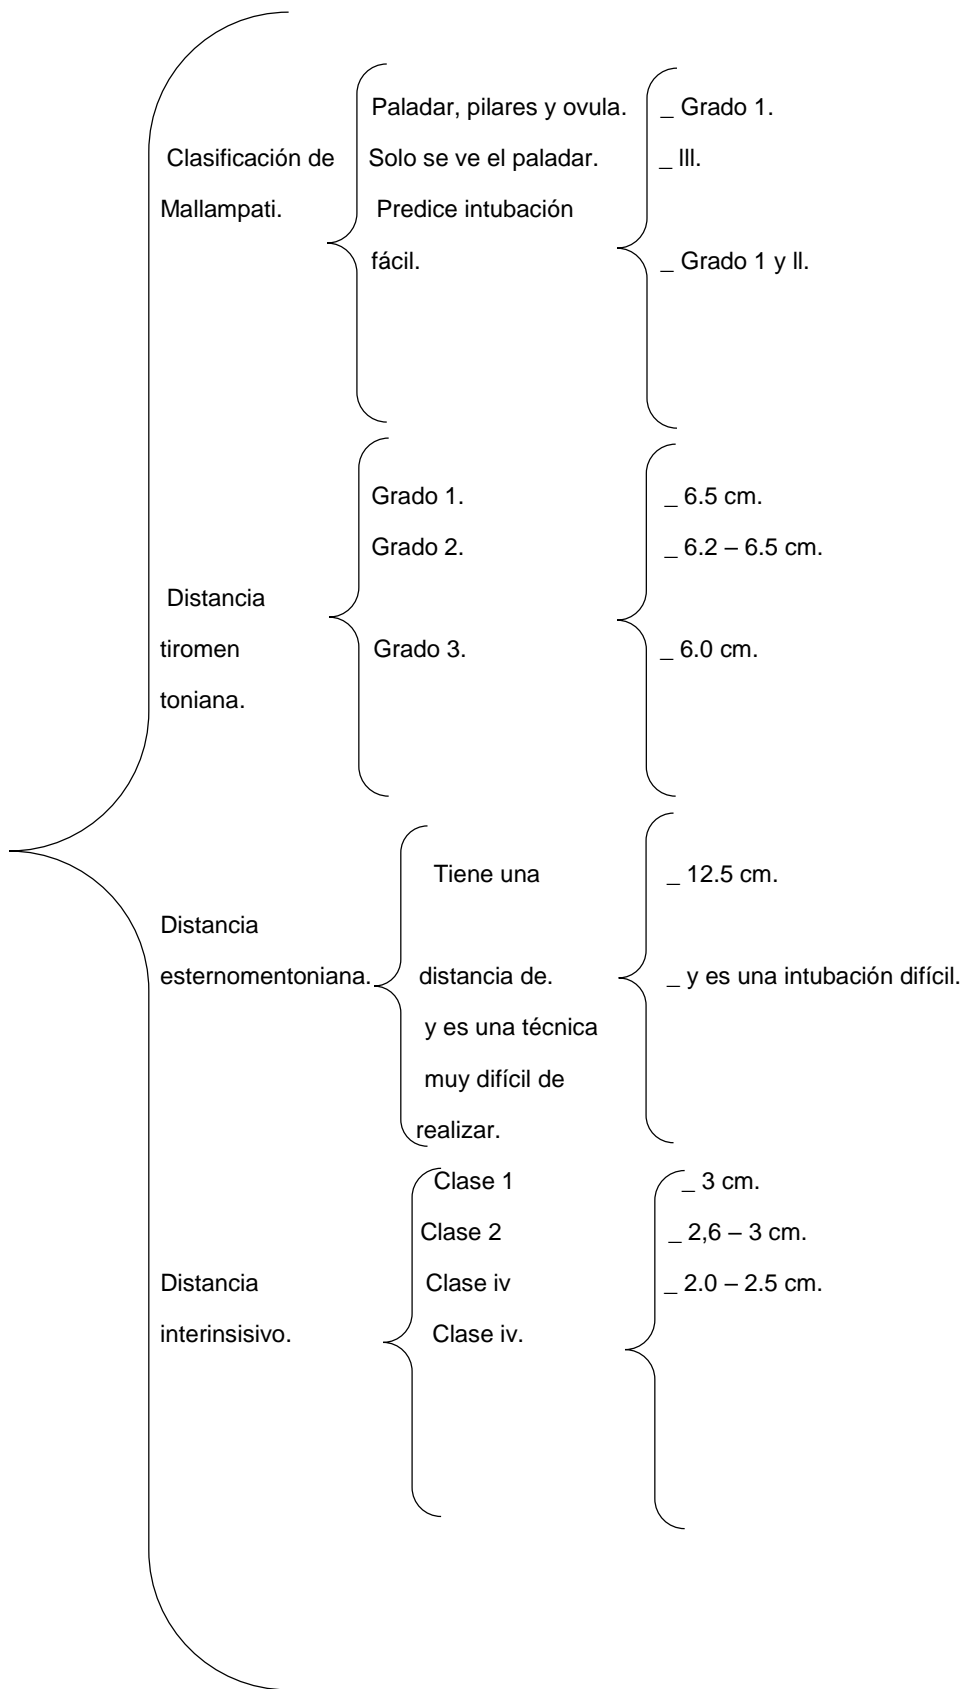 Paladar, pilares y ovula. _ Grado 1.
Clasificación de Solo se ve el paladar. _ lll.
Mallampati. Predice intubación
fácil. _ Grado 1 y ll.
Grado 1. _ 6.5 cm.
Grado 2. _ 6.2 – 6.5 cm.
Distancia
tiromen Grado 3. _ 6.0 cm.
toniana.
Tiene una _ 12.5 cm.
Distancia
esternomentoniana. distancia de. _ y es una intubación difícil.
y es una técnica
muy difícil de
realizar.
Clase 1 _ 3 cm.
Clase 2 _ 2,6 – 3 cm.
Distancia Clase iv _ 2.0 – 2.5 cm.
interinsisivo. Clase iv.